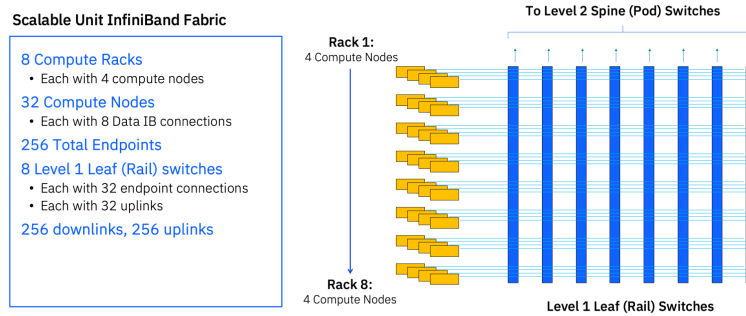 Scalable Unit InfiniBand Fabric
8 Compute Racks
• Each with 4 compute nodes
32 Compute Nodes
• Each with 8 Data IB connections
256 Total Endpoints
8 Level 1 Leaf (Rail) switches
• Each with 32 endpoint connections
• Each with 32 uplinks
256 downlinks, 256 uplinks
To Level 2 Spine (Pod) Switches
Rack 1:
4 Compute Nodes
Rack 8:
4 Compute Nodes
Level 1 Leaf (Rail) Switches